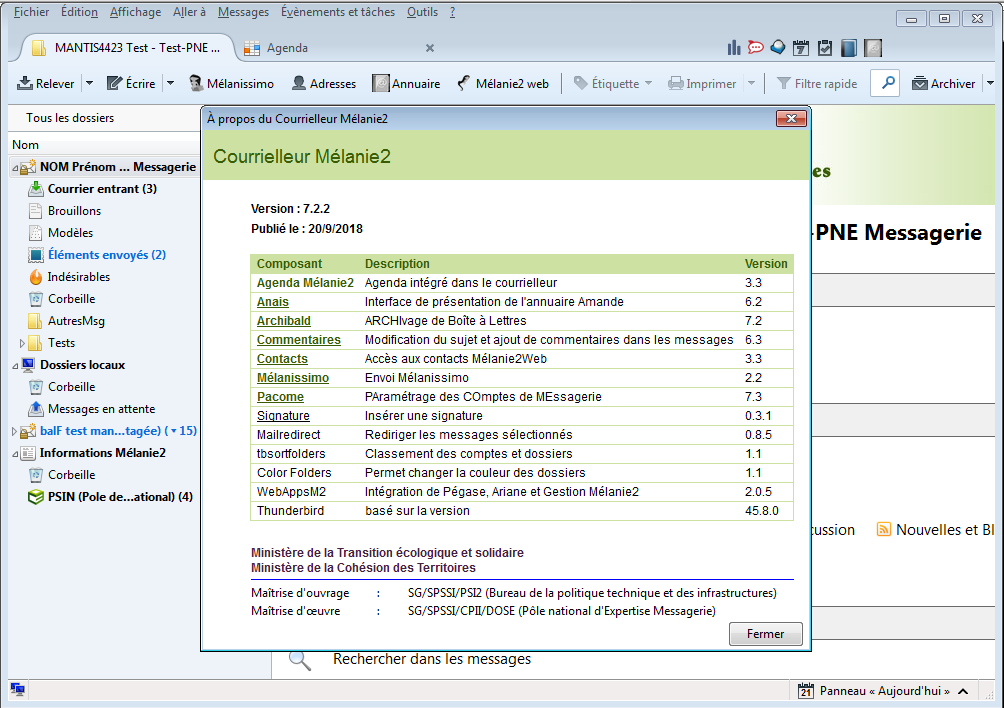 Fichier Édition Affichage Aller à Messages Évènements et tâches Outils ?
MANTIS4423 Test - Test-PNE ... Agenda
Relever Écrire Mélanissimo Adresses Annuaire Mélanie2 web Étiquette Imprimer Filtre rapide Archiver
Tous les dossiers
Nom
NOM Prénom ... Messagerie
Courrier entrant (3)
Brouillons
Modèles
Éléments envoyés (2)
Indésirables
Corbeille
AutresMsg
Tests
Dossiers locaux
Corbeille
Messages en attente
balF test man...tagée) (15)
Informations Mélanie2
Corbeille
PSIN (Pole de...ational) (4)
À propos du Courrielleur Mélanie2
Courrielleur Mélanie2
Version : 7.2.2
Publié le : 20/9/2018
Composant Description Version
Agenda Mélanie2 Agenda intégré dans le courrielleur 3.3
Anais Interface de présentation de l'annuaire Amande 6.2
Archibald ARCHIvage de Boîte à Lettres 7.2
Commentaires Modification du sujet et ajout de commentaires dans les messages 6.3
Contacts Accès aux contacts Mélanie2Web 3.3
Mélanissimo Envoi Mélanissimo 2.2
Pacome PAramétrage des COmptes de MEssagerie 7.3
Signature Insérer une signature 0.3.1
Mailredirect Rediriger les messages sélectionnés 0.8.5
tbsortfolders Classement des comptes et dossiers 1.1
Color Folders Permet changer la couleur des dossiers 1.1
WebAppsM2 Intégration de Pégase, Ariane et Gestion Mélanie2 2.0.5
Thunderbird basé sur la version 45.8.0
Ministère de la Transition écologique et solidaire
Ministère de la Cohésion des Territoires
Maîtrise d'ouvrage : SG/SPSSI/PSI2 (Bureau de la politique technique et des infrastructures)
Maîtrise d'œuvre : SG/SPSSI/CPII/DOSE (Pôle national d'Expertise Messagerie)
Fermer
es
-PNE Messagerie
cussion Nouvelles et Bl
Rechercher dans les messages
21 Panneau « Aujourd'hui »